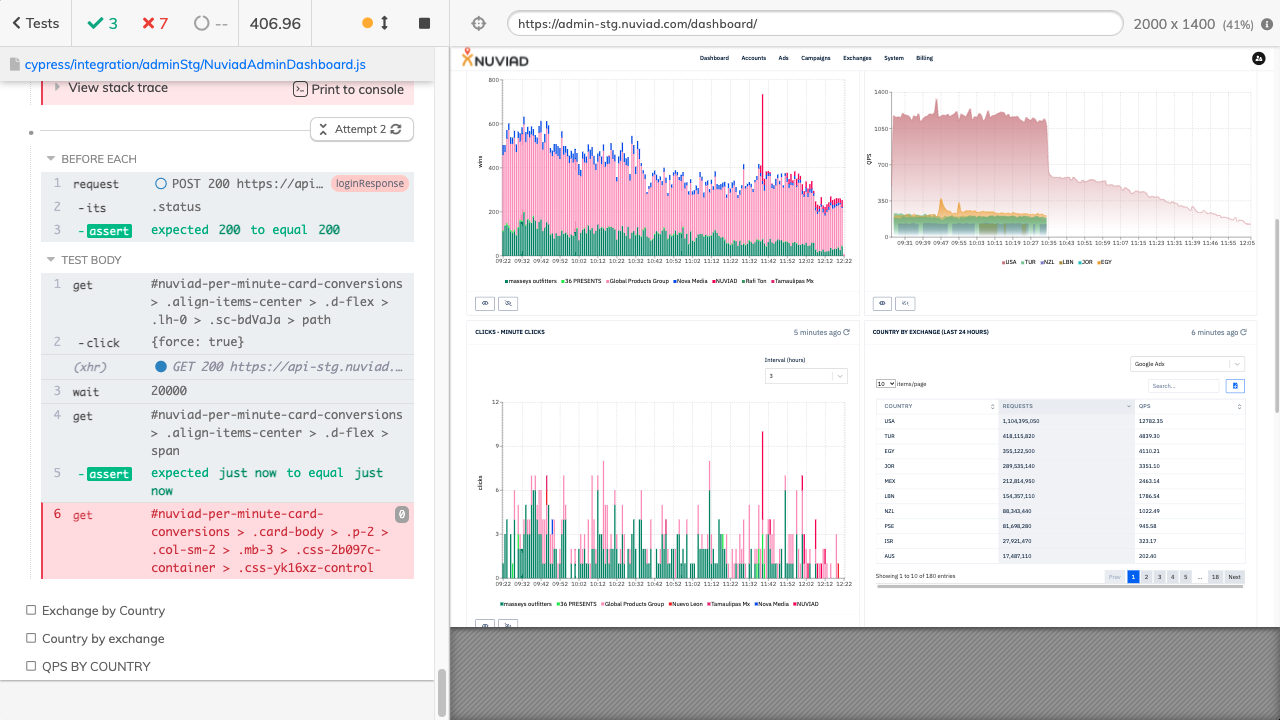 Tests
3
7
--
406.96
https://admin-stg.nuviad.com/dashboard/
2000 x 1400 (41%)
cypress/integration/adminStg/NuviadAdminDashboard.js
View stack trace
Print to console
Attempt 2
BEFORE EACH
1 request POST 200 https://api... loginResponse
2 -its .status
3 -assert expected 200 to equal 200
TEST BODY
1 get #nuviad-per-minute-card-conversions
> .align-items-center > .d-flex >
.lh-0 > .sc-bdVaJa > path
2 -click {force: true}
(xhr) GET 200 https://api-stg.nuviad....
3 wait 20000
4 get #nuviad-per-minute-card-conversions
> .align-items-center > .d-flex >
span
5 -assert expected just now to equal just
now
6 get #nuviad-per-minute-card-
conversions > .card-body > .p-2 >
.col-sm-2 > .mb-3 > .css-2b097c-
container > .css-yk16xz-control
0
Exchange by Country
Country by exchange
QPS BY COUNTRY
NUVIAD
Dashboard Accounts Ads Campaigns Exchanges System Billing
800
600
400
200
0
wins
09:22 09:32 09:42 09:52 10:02 10:12 10:22 10:32 10:42 10:52 11:02 11:12 11:22 11:32 11:42 11:52 12:02 12:12 12:22
masseys outfitters 36 PRESENTS Global Products Group Nova Media NUVIAD Rafi Ton Tamaulipas Mx
1400
1050
700
350
0
QPS
09:31 09:39 09:47 09:55 10:03 10:11 10:19 10:27 10:35 10:43 10:51 10:59 11:07 11:15 11:23 11:31 11:39 11:46 11:55 12:05
USA TUR NZL LBN JOR EGY
CLICKS - MINUTE CLICKS
5 minutes ago
Interval (hours)
3
12
9
6
3
0
clicks
09:22 09:32 09:42 09:52 10:02 10:12 10:22 10:32 10:42 10:52 11:02 11:12 11:22 11:32 11:42 11:52 12:02 12:12 12:22
masseys outfitters 36 PRESENTS Global Products Group Nuevo Leon Tamaulipas Mx Nova Media NUVIAD
COUNTRY BY EXCHANGE (LAST 24 HOURS)
6 minutes ago
Google Adx
10 items/page
Search...
COUNTRY REQUESTS QPS
USA 1,104,395,050 12782.35
TUR 418,115,820 4839.30
EGY 355,122,500 4110.21
JOR 289,535,140 3351.10
MEX 212,814,950 2463.14
LBN 154,357,110 1786.54
NZL 88,343,440 1022.49
PSE 81,698,280 945.58
ISR 27,921,470 323.17
AUS 17,487,110 202.40
Showing 1 to 10 of 180 entries
Prev 1 2 3 4 5 ... 18 Next